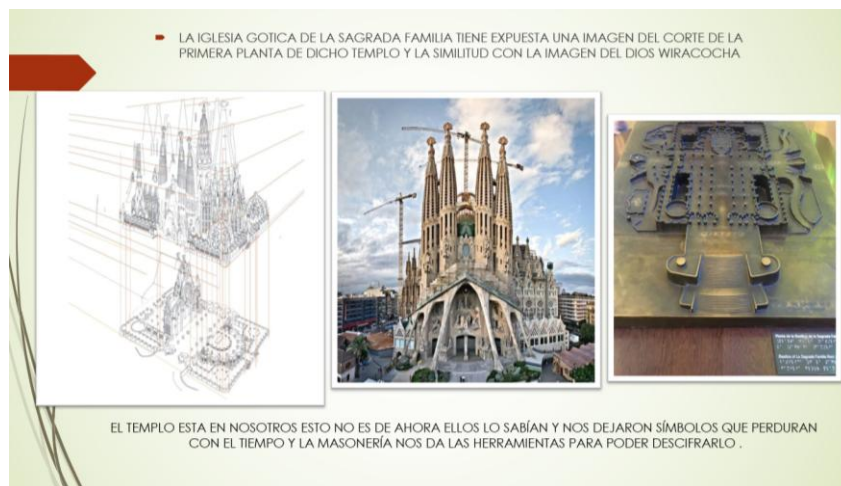 LA IGLESIA GOTICA DE LA SAGRADA FAMILIA TIENE EXPUESTA UNA IMAGEN DEL CORTE DE LA
PRIMERA PLANTA DE DICHO TEMPLO Y LA SIMILITUD CON LA IMAGEN DEL DIOS WIRACOCHA
EL TEMPLO ESTA EN NOSOTROS ESTO NO ES DE AHORA ELLOS LO SABÍAN Y NOS DEJARON SÍMBOLOS QUE PERDURAN
CON EL TIEMPO Y LA MASONERÍA NOS DA LAS HERRAMIENTAS PARA PODER DESCIFRARLO .